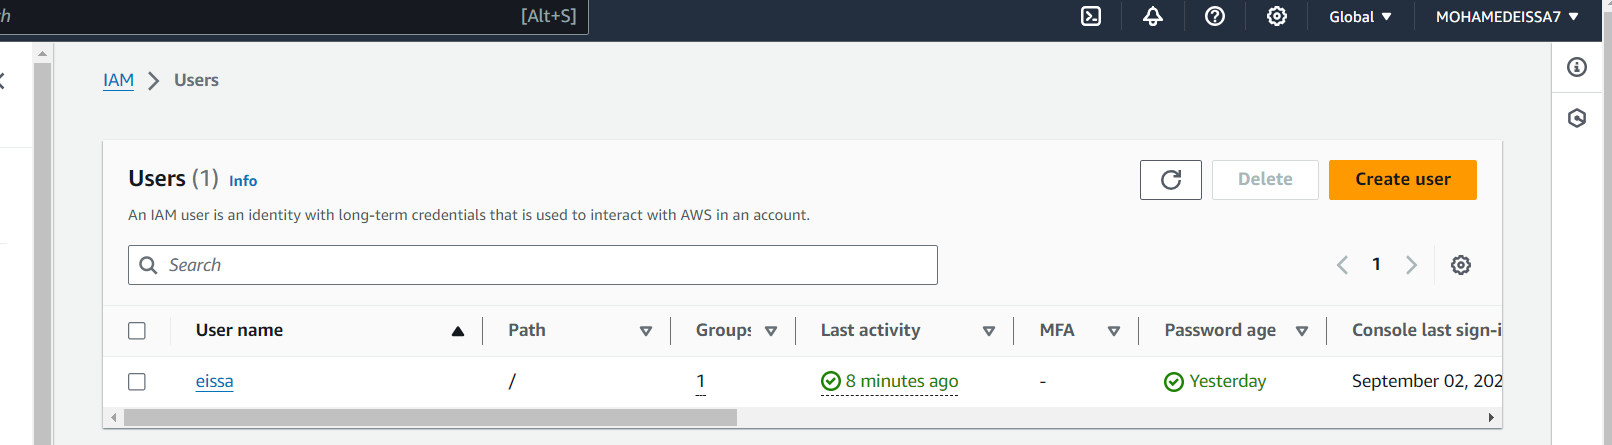 [Alt+S] Global MOHAMEDEISSA7
IAM > Users
Users (1) Info
Delete
Create user
An IAM user is an identity with long-term credentials that is used to interact with AWS in an account.
Search
1
User name Path Groups Last activity MFA Password age Console last sign-i
eissa / 1 8 minutes ago - Yesterday September 02, 202